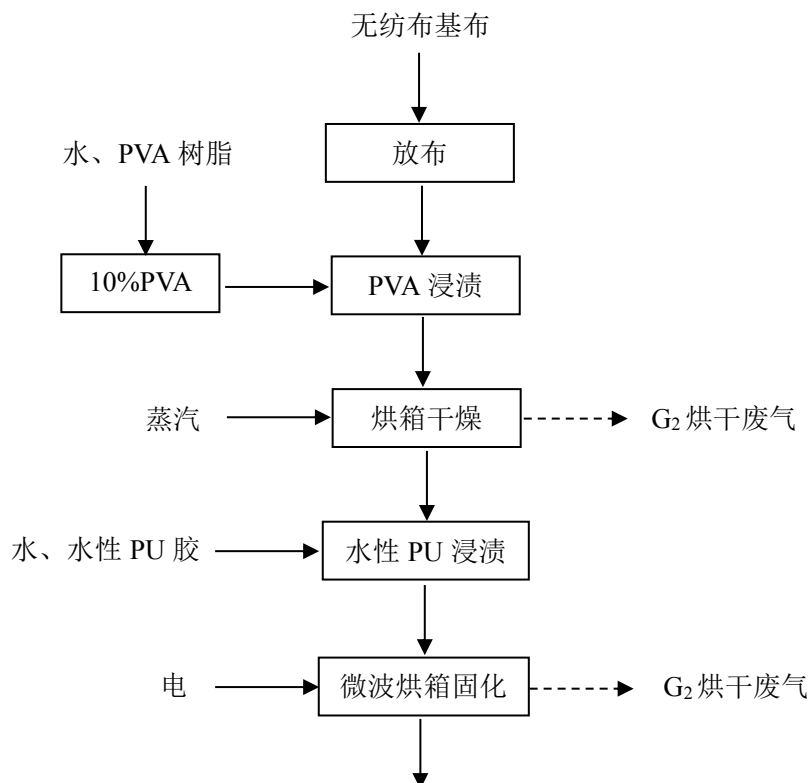 无纺布基布
放布
水、PVA 树脂
10%PVA
PVA 浸渍
蒸汽
烘箱干燥
G₂ 烘干废气
水、水性 PU 胶
水性 PU 浸渍
电
微波烘箱固化
G₂ 烘干废气